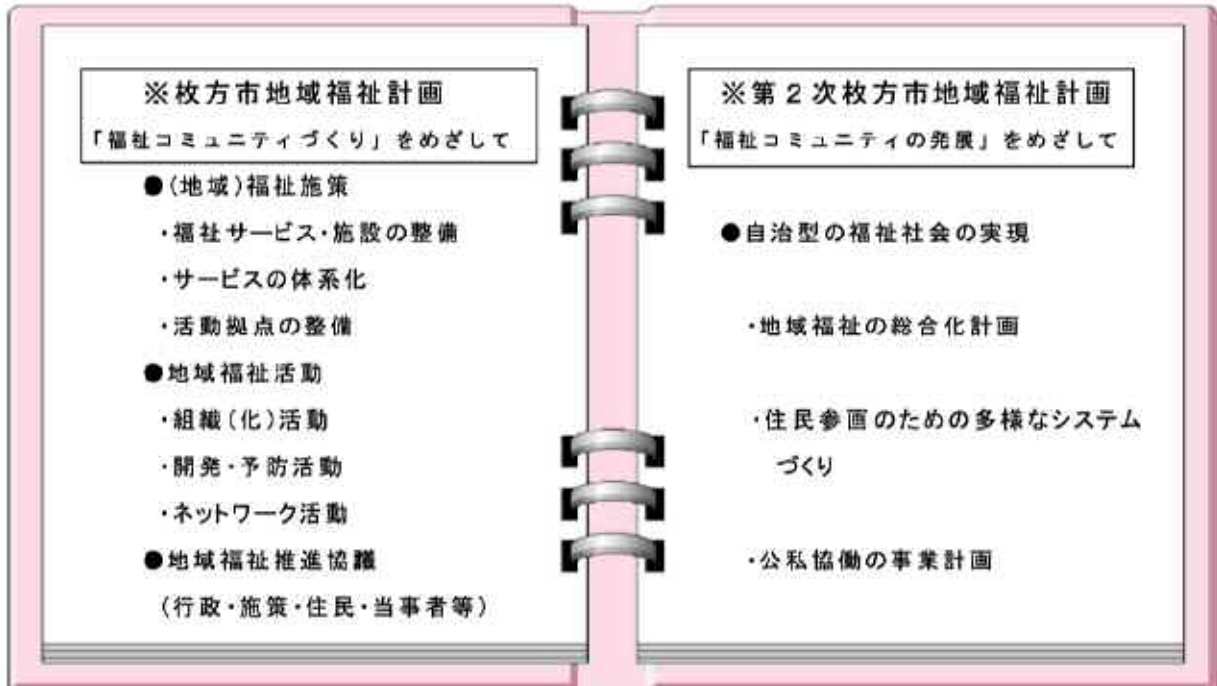 ※枚方市地域福祉計画
「福祉コミュニティづくり」をめざして
●(地域)福祉施策
・福祉サービス・施設の整備
・サービスの体系化
・活動拠点の整備
●地域福祉活動
・組織(化)活動
・開発・予防活動
・ネットワーク活動
●地域福祉推進協議
(行政・施策・住民・当事者等)
※第2次枚方市地域福祉計画
「福祉コミュニティの発展」をめざして
●自治型の福祉社会の実現
・地域福祉の総合化計画
・住民参画のための多様なシステム
づくり
・公私協働の事業計画